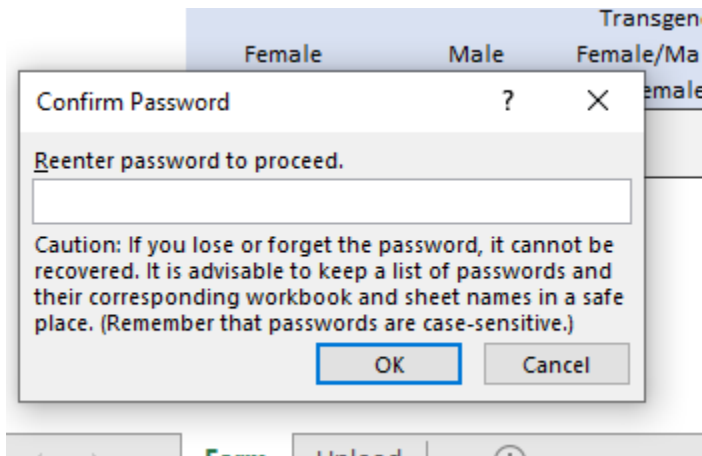 Transgen
Female Male Female/Ma
emale
Confirm Password ? X
Reenter password to proceed.
Caution: If you lose or forget the password, it cannot be
recovered. It is advisable to keep a list of passwords and
their corresponding workbook and sheet names in a safe
place. (Remember that passwords are case-sensitive.)
OK Cancel
Form Upload